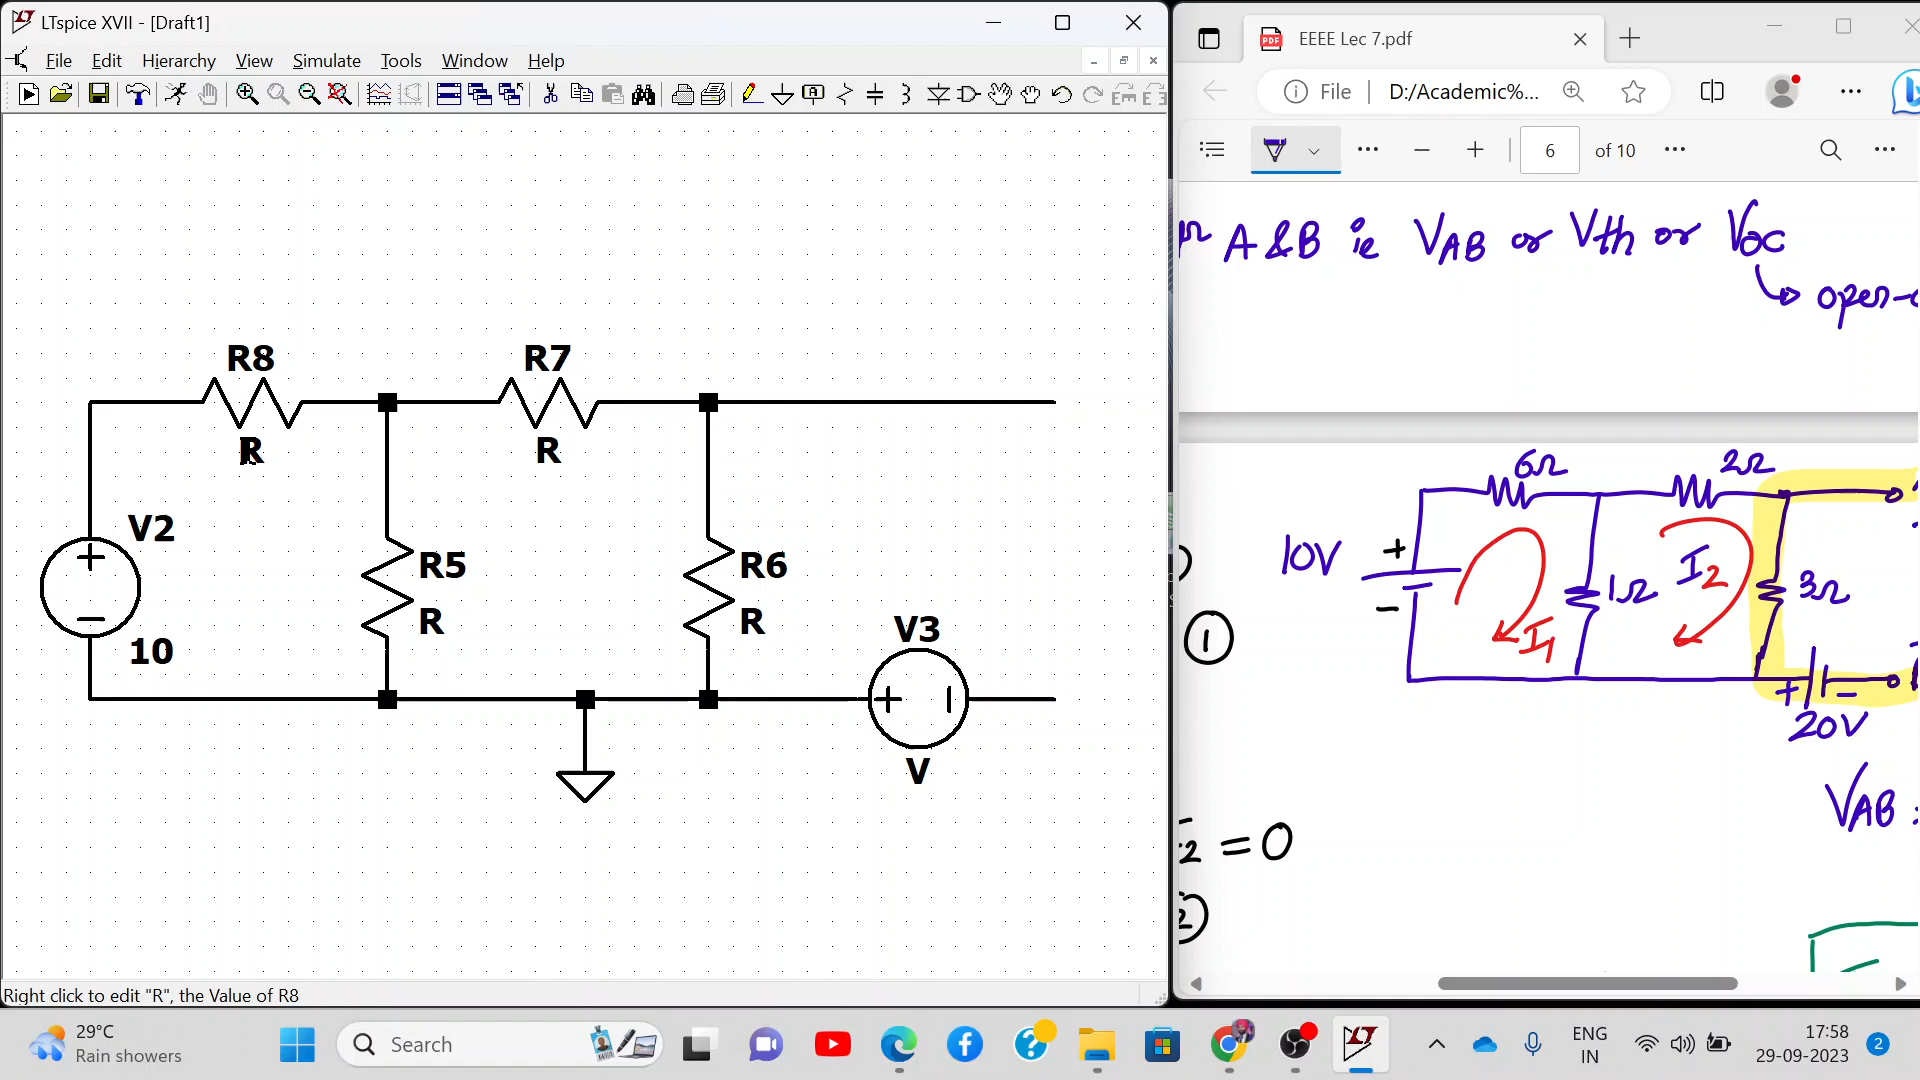 LTspice XVII - [Draft1]
File Edit Hierarchy View Simulate Tools Window Help
R8
R
R7
R
V2
10
R5
R
R6
R
V3
V
Right click to edit "R", the Value of R8
EEEE Lec 7.pdf
File | D:/Academic%...
6 of 10
A & B ie VAB or Vth or Voc
open-c
6Ω 2Ω
10V
+
-
I1
1Ω
I2
3Ω
+ -
20V
1
VAB =
2 = 0
2
29°C
Rain showers
Search
ENG
IN
17:58
29-09-2023
2